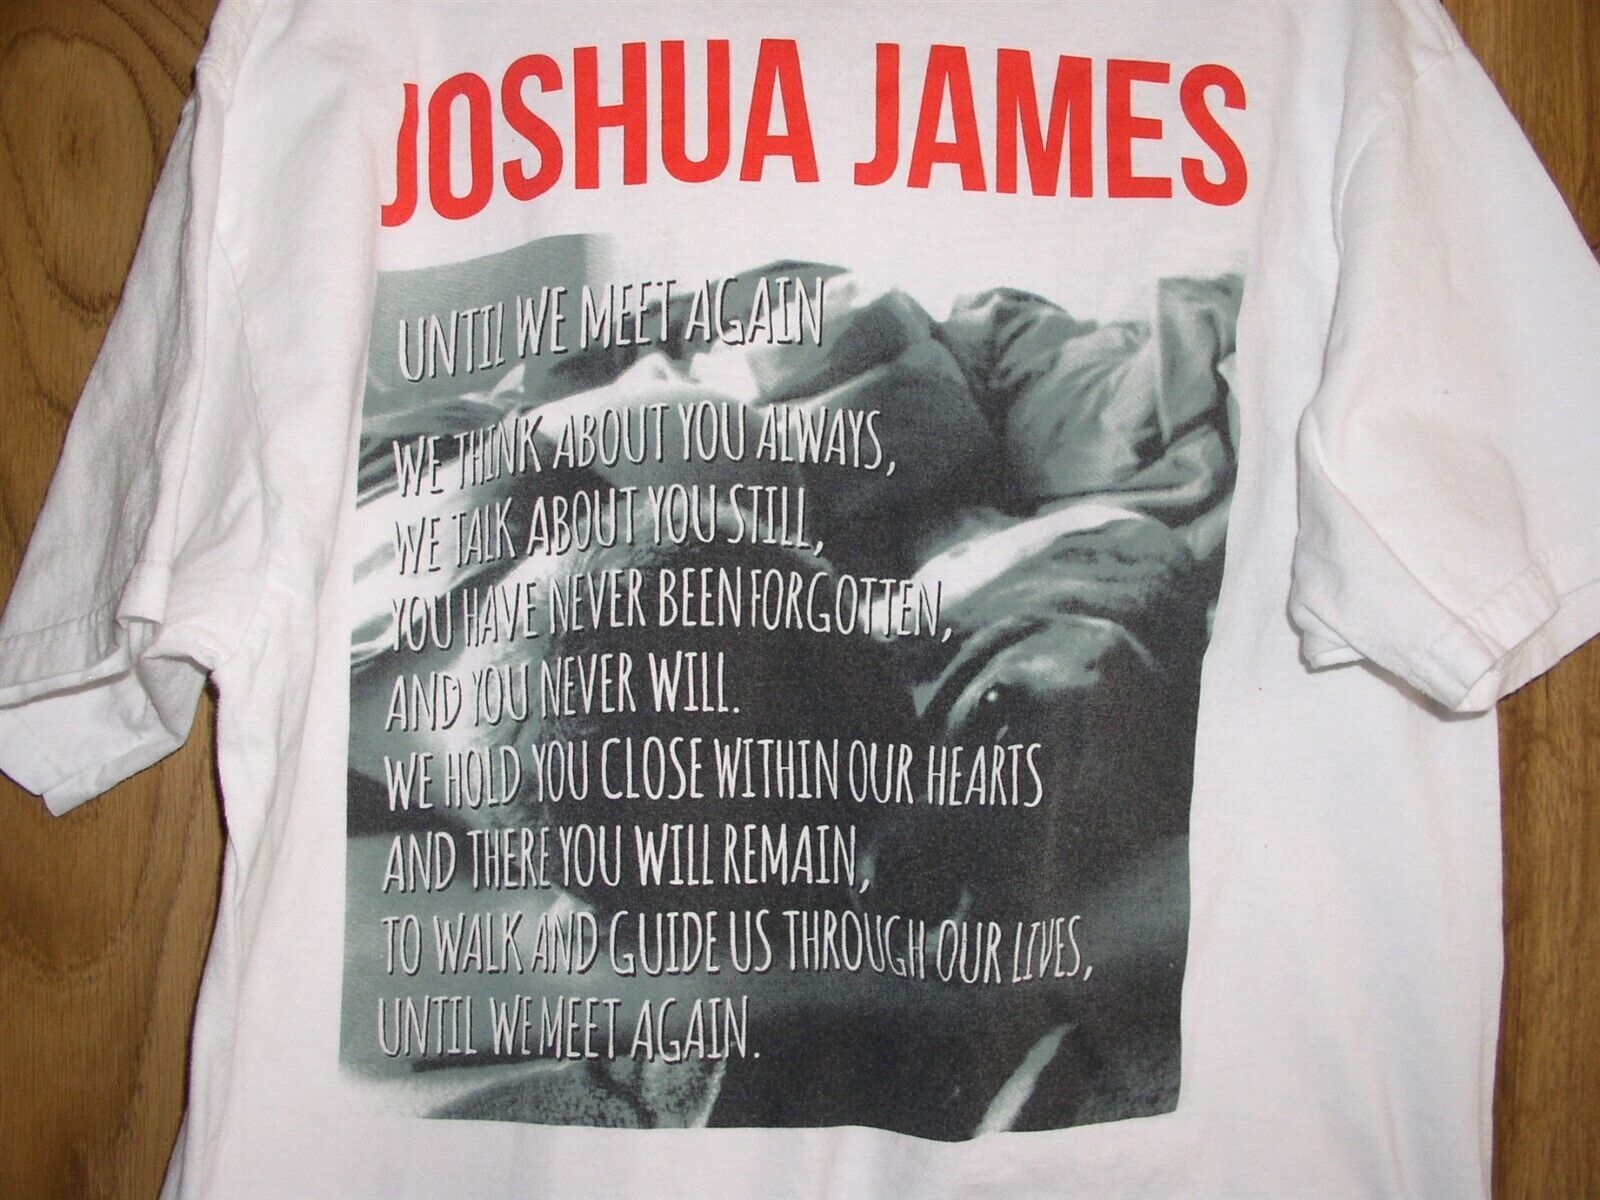 JOSHUA JAMES
UNTIL WE MEET AGAIN
WE THINK ABOUT YOU ALWAYS,
WE TALK ABOUT YOU STILL,
YOU HAVE NEVER BEEN FORGOTTEN,
AND YOU NEVER WILL.
WE HOLD YOU CLOSE WITHIN OUR HEARTS
AND THERE YOU WILL REMAIN,
TO WALK AND GUIDE US THROUGH OUR LIVES,
UNTIL WE MEET AGAIN.